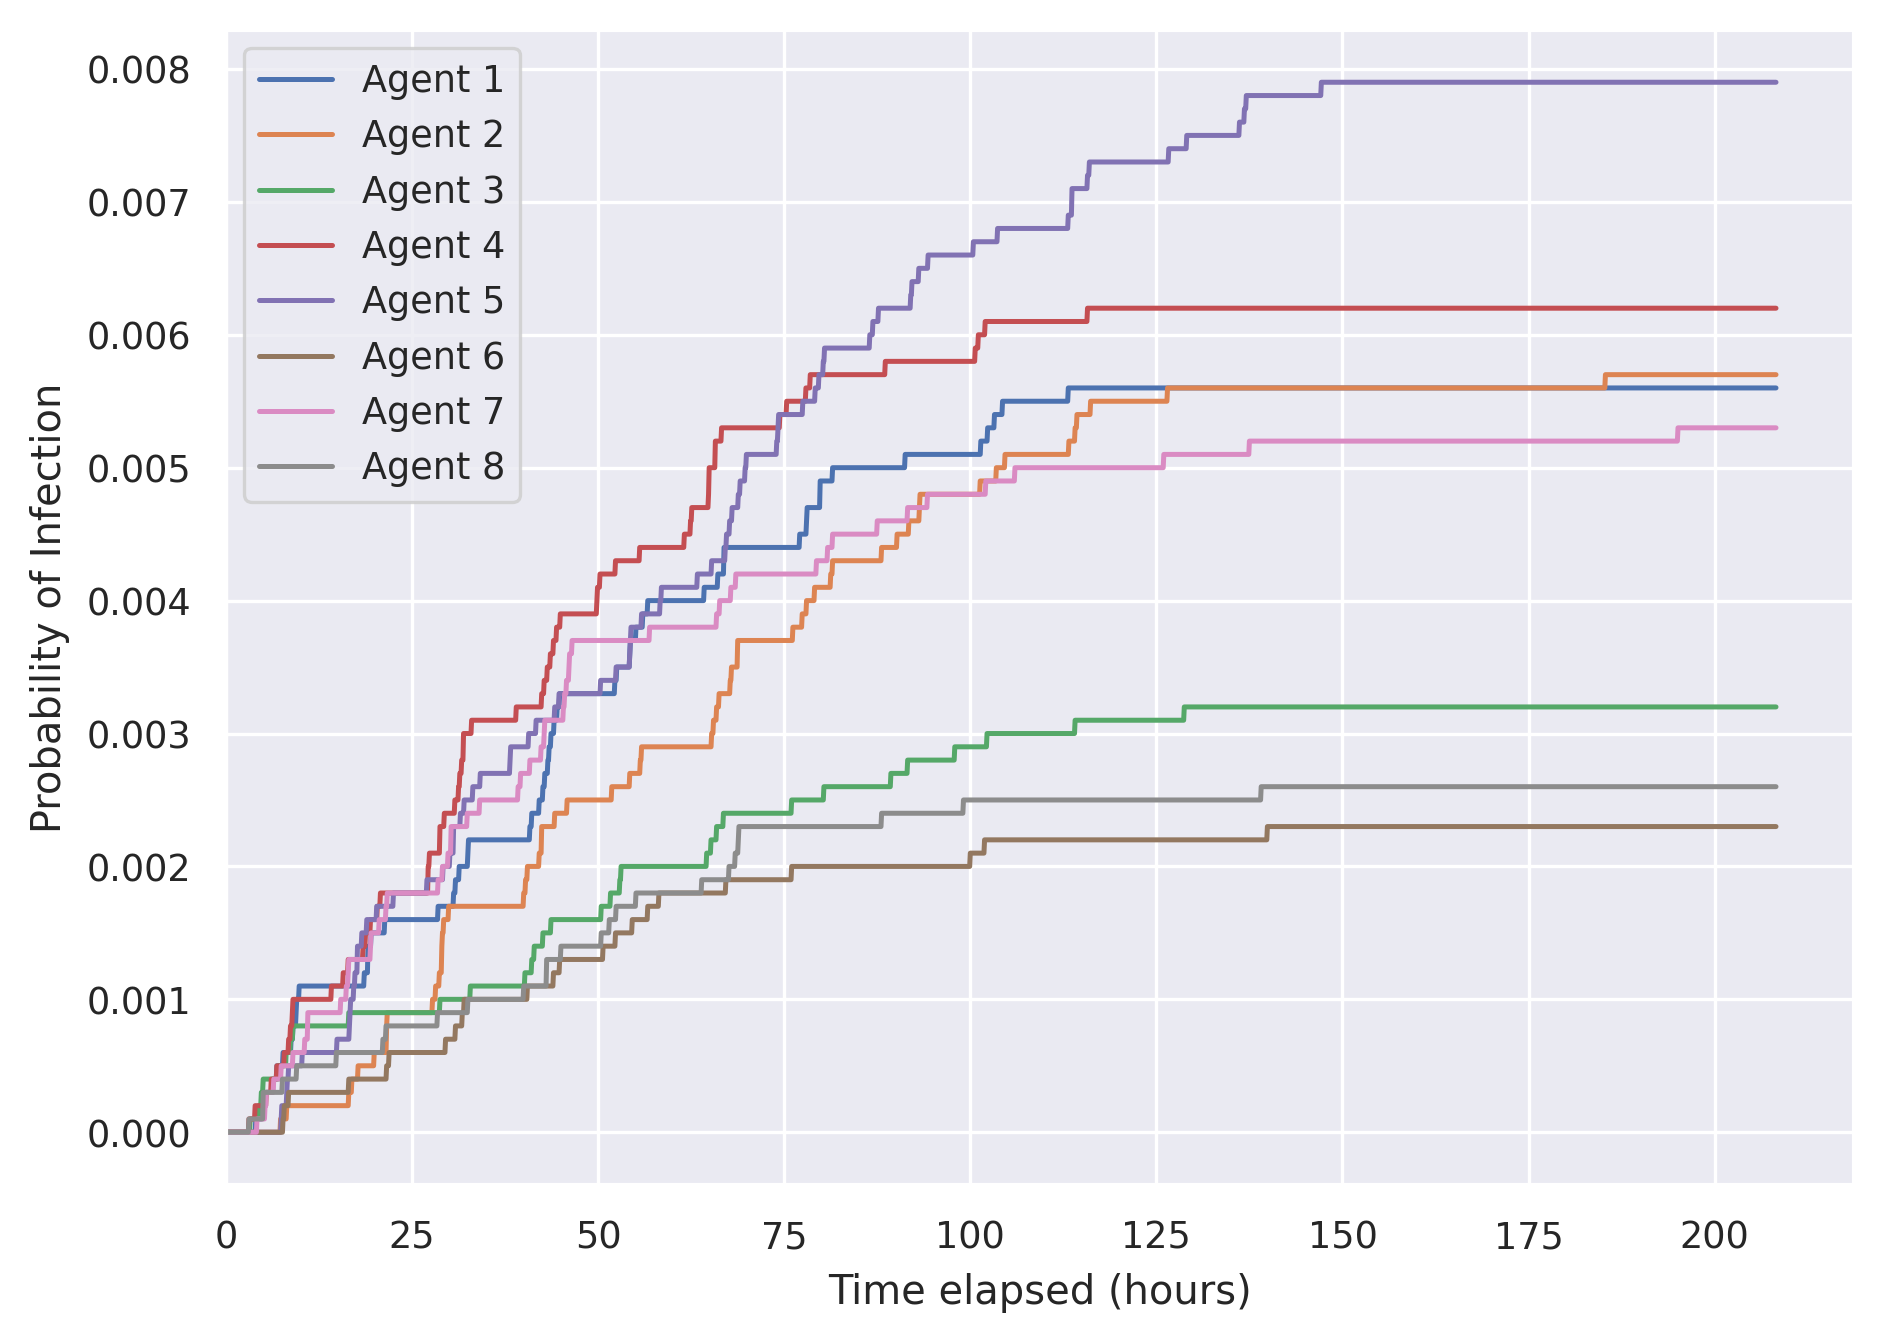 0.008
0.007
0.006
0.005
0.004
0.003
0.002
0.001
0.000
Probability of Infection
Agent 1
Agent 2
Agent 3
Agent 4
Agent 5
Agent 6
Agent 7
Agent 8
0 25 50 75 100 125 150 175 200
Time elapsed (hours)